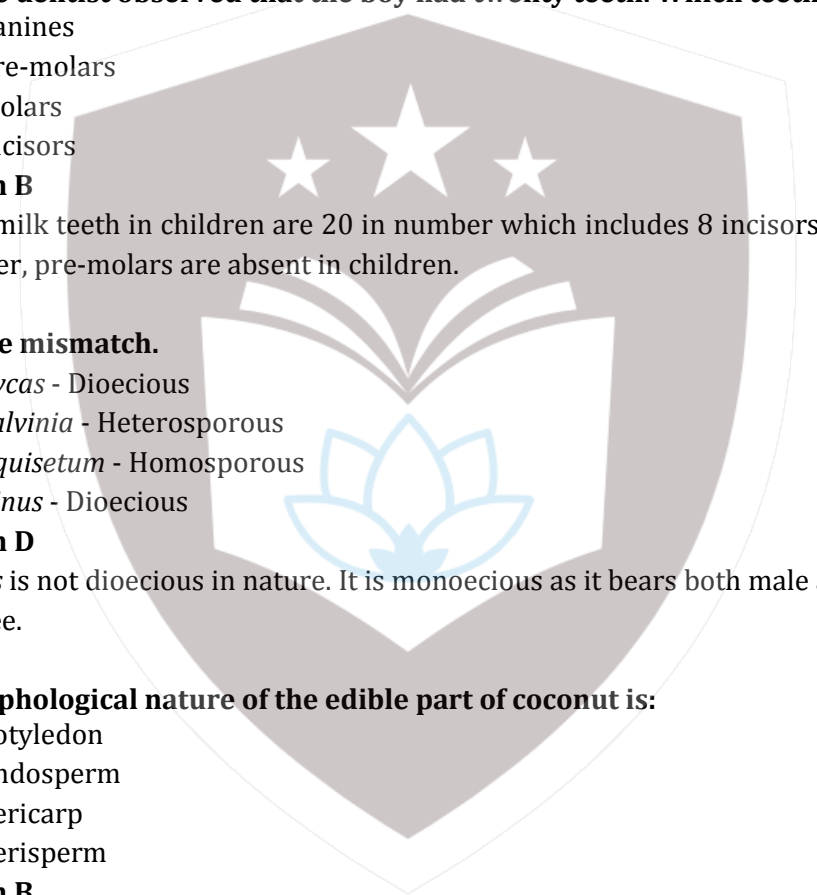 dentist observed that the boy had twenty teeth. Which teeth
anines
re-molars
olars
cisors
n B
milk teeth in children are 20 in number which includes 8 incisors
er, pre-molars are absent in children.
e mismatch.
ycas - Dioecious
alvinia - Heterosporous
quisetum - Homosporous
nus - Dioecious
n D
s is not dioecious in nature. It is monoecious as it bears both male
ee.
phological nature of the edible part of coconut is:
otyledon
ndosperm
ericarp
erisperm
n B